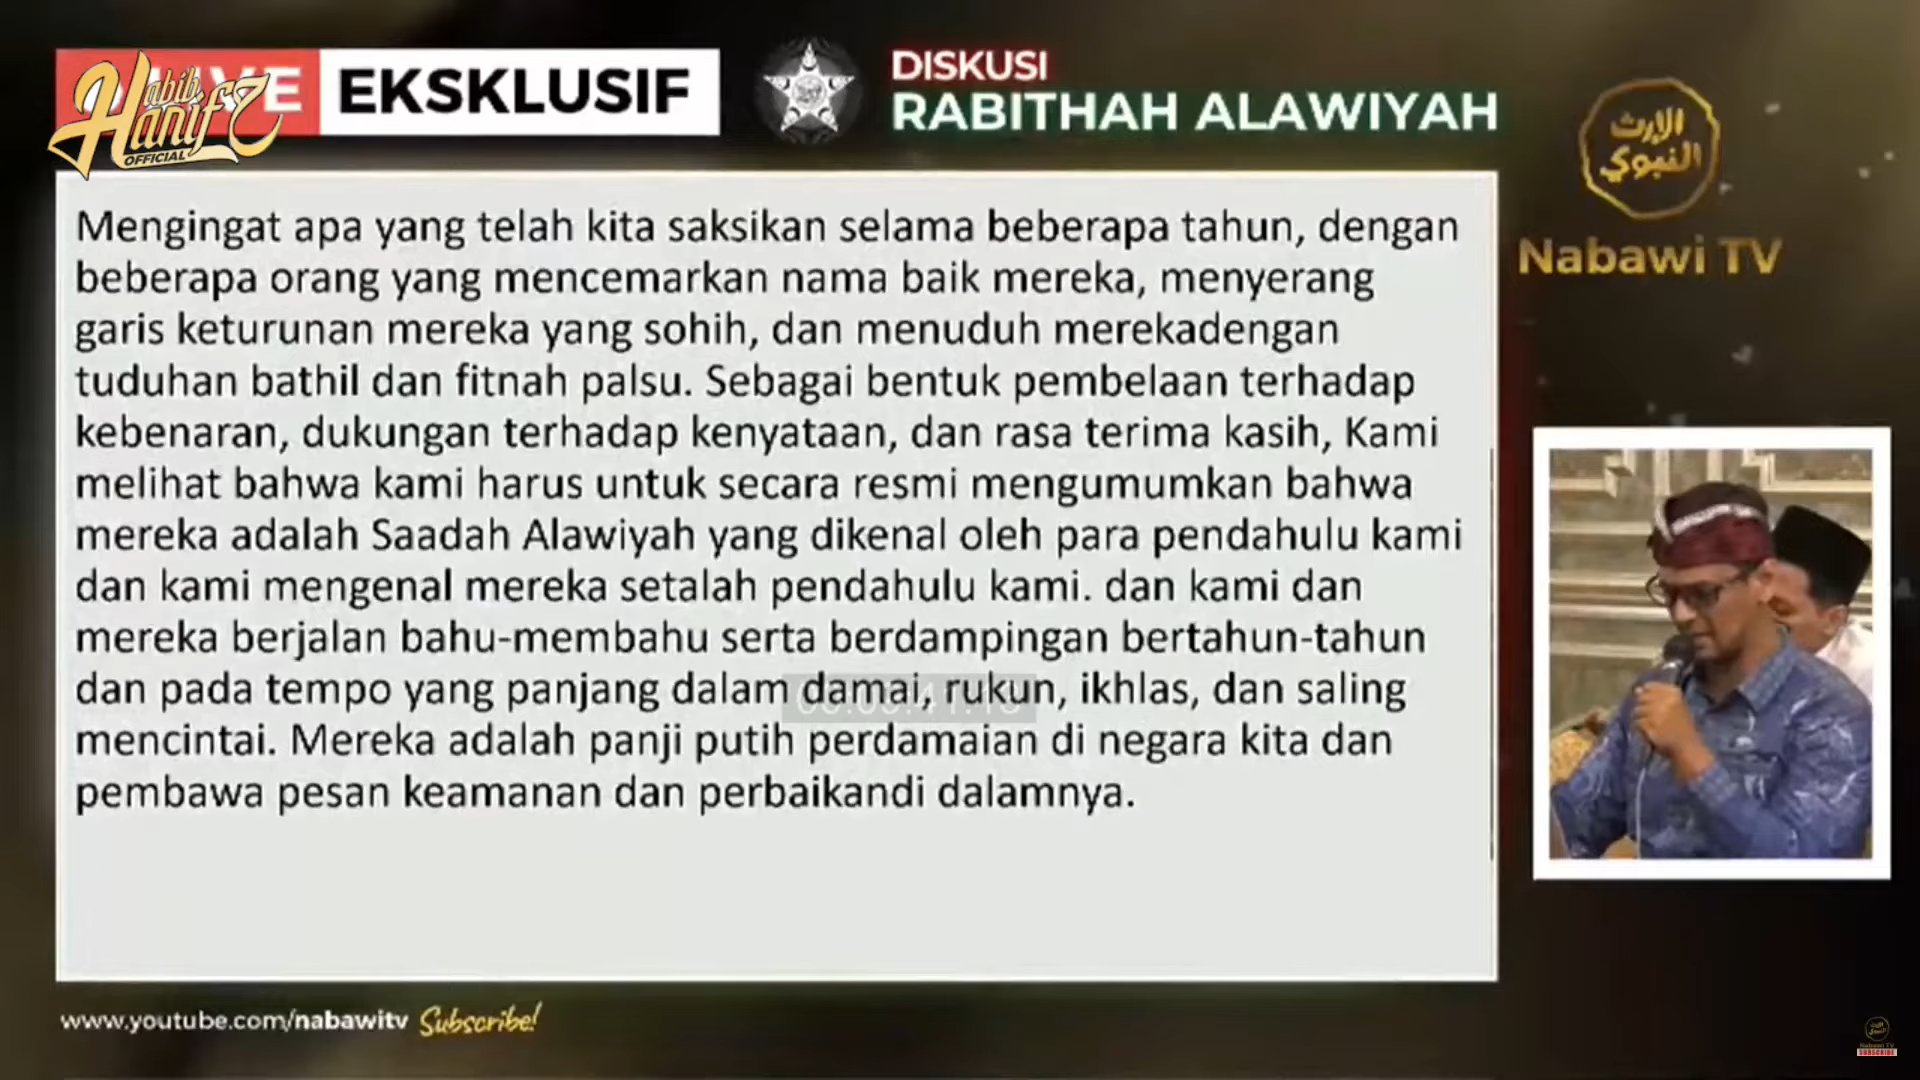 LIVE EKSKLUSIF
Habib Hanif
OFFICIAL
DISKUSI
RABITHAH ALAWIYAH
الإرث
النبوي
Nabawi TV
Mengingat apa yang telah kita saksikan selama beberapa tahun, dengan
beberapa orang yang mencemarkan nama baik mereka, menyerang
garis keturunan mereka yang sohih, dan menuduh merekadengan
tuduhan bathil dan fitnah palsu. Sebagai bentuk pembelaan terhadap
kebenaran, dukungan terhadap kenyataan, dan rasa terima kasih, Kami
melihat bahwa kami harus untuk secara resmi mengumumkan bahwa
mereka adalah Saadah Alawiyah yang dikenal oleh para pendahulu kami
dan kami mengenal mereka setalah pendahulu kami. dan kami dan
mereka berjalan bahu-membahu serta berdampingan bertahun-tahun
dan pada tempo yang panjang dalam damai, rukun, ikhlas, dan saling
mencintai. Mereka adalah panji putih perdamaian di negara kita dan
pembawa pesan keamanan dan perbaikandi dalamnya.
www.youtube.com/nabawitv Subscribe!
Nabawi TV
SUBSCRIBE